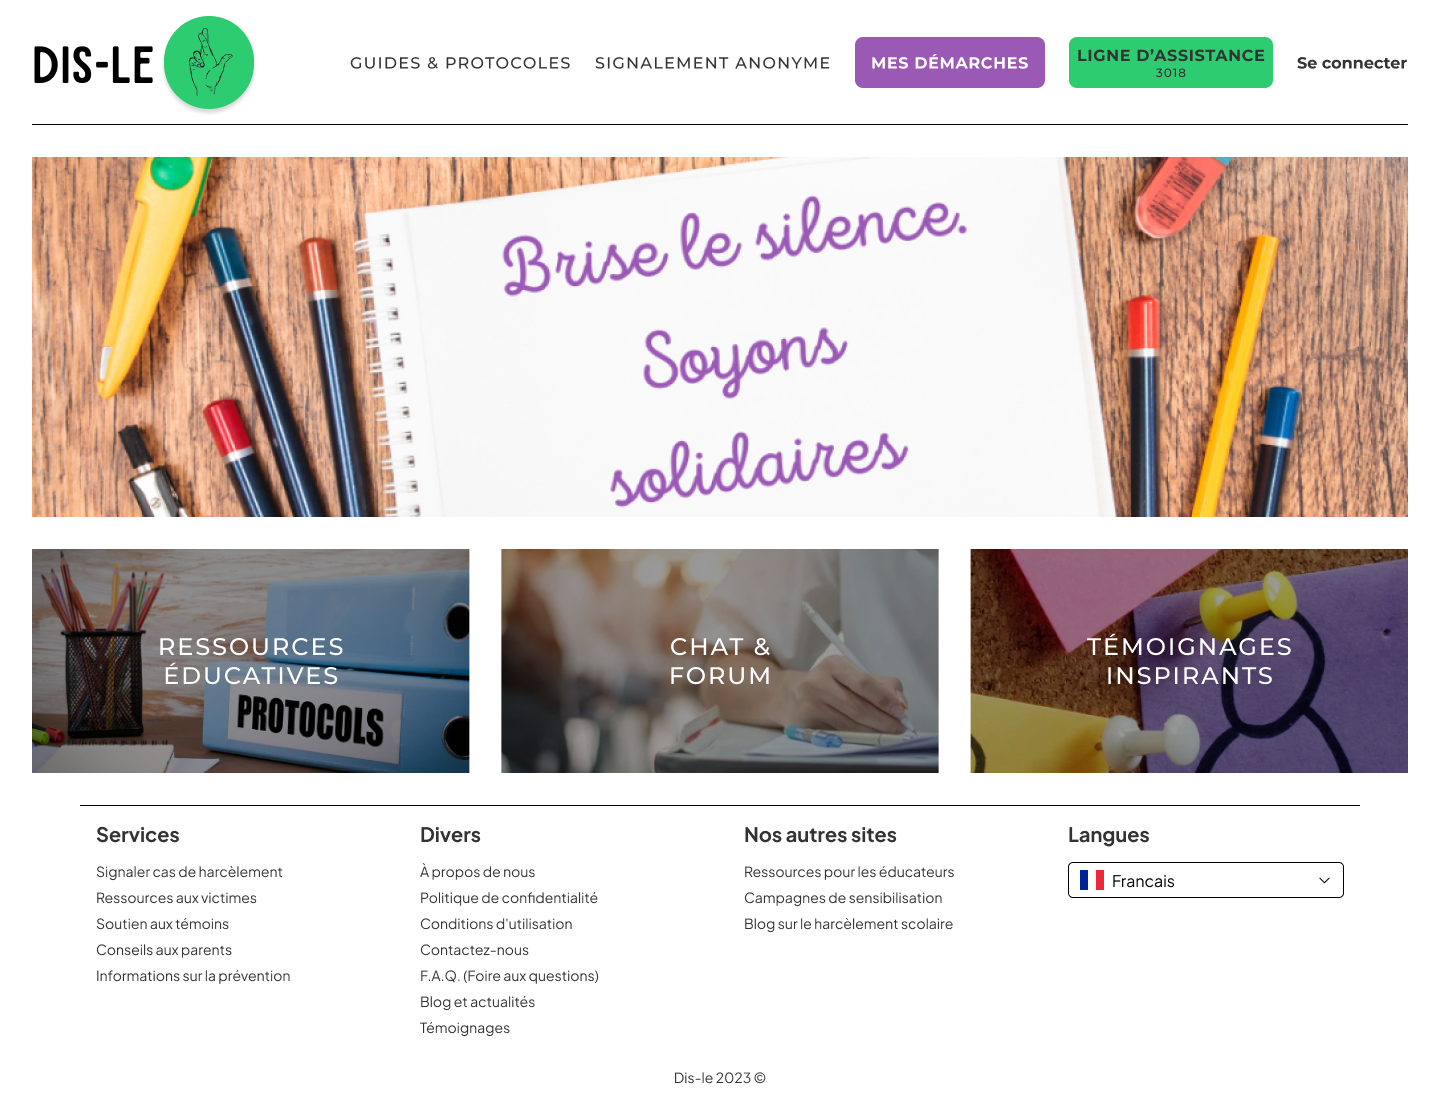 DIS-LE
GUIDES & PROTOCOLES
SIGNALEMENT ANONYME
MES DÉMARCHES
LIGNE D’ASSISTANCE
3018
Se connecter
Brise le silence.
Soyons
solidaires
RESSOURCES
ÉDUCATIVES
PROTOCOLS
CHAT &
FORUM
TÉMOIGNAGES
INSPIRANTS
Services
Signaler cas de harcèlement
Ressources aux victimes
Soutien aux témoins
Conseils aux parents
Informations sur la prévention
Divers
À propos de nous
Politique de confidentialité
Conditions d'utilisation
Contactez-nous
F.A.Q. (Foire aux questions)
Blog et actualités
Témoignages
Nos autres sites
Ressources pour les éducateurs
Campagnes de sensibilisation
Blog sur le harcèlement scolaire
Langues
Francais
Dis-le 2023 ©